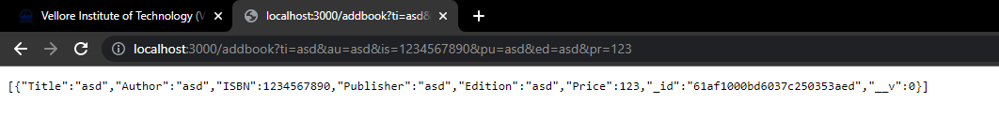 Vellore Institute of Technology (V
localhost:3000/addbook?ti=asd&
localhost:3000/addbook?ti=asd&au=asd&is=1234567890&pu=asd&ed=asd&pr=123
[{"Title":"asd","Author":"asd","ISBN":1234567890,"Publisher":"asd","Edition":"asd","Price":123,"_id":"61af1000bd6037c250353aed","__v":0}]